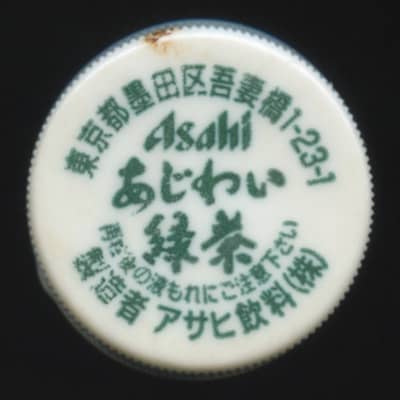 東京都墨田区吾妻橋1-23-1
Asahi
あじわい
緑茶
再栓後の液もれにご注意下さい
製造者 アサヒ飲料(株)